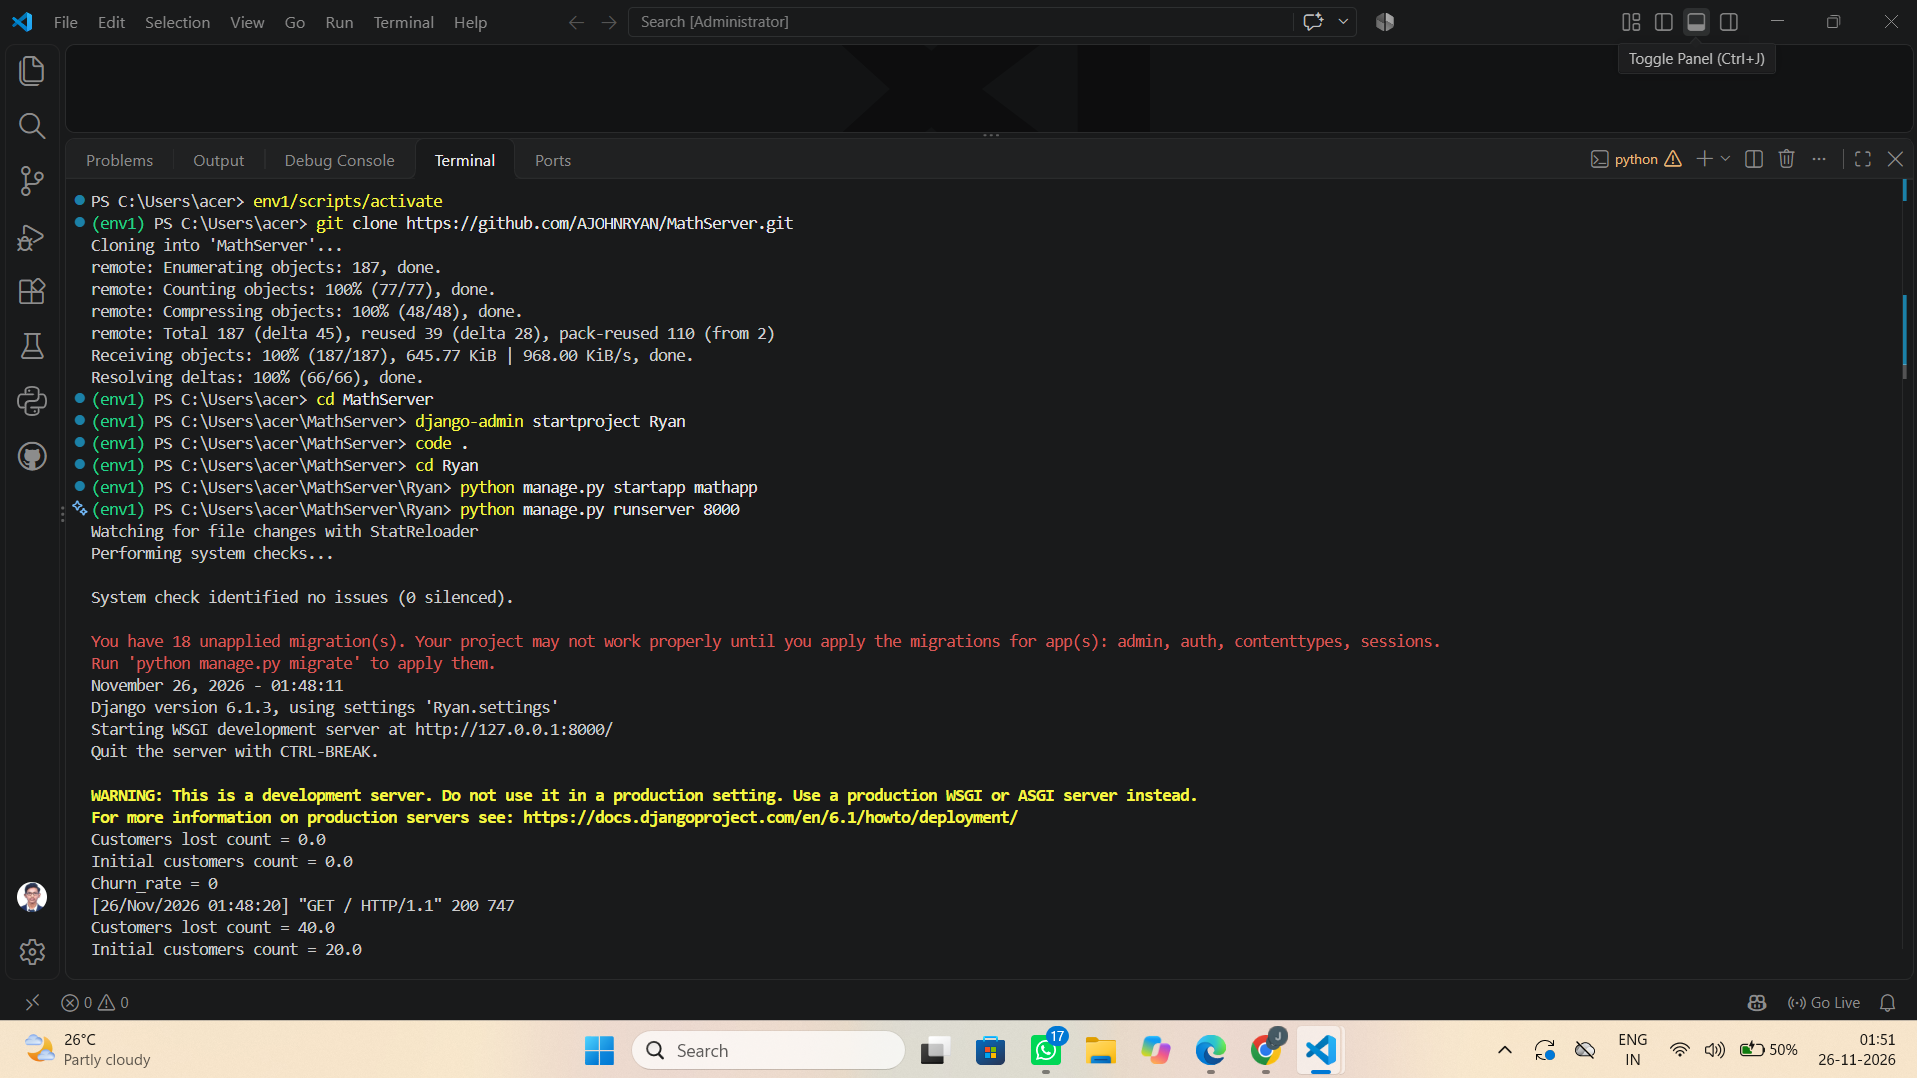 File Edit Selection View Go Run Terminal Help
Search [Administrator]
Toggle Panel (Ctrl+J)
Problems Output Debug Console Terminal Ports
python
PS C:\Users\acer> env1/scripts/activate
(env1) PS C:\Users\acer> git clone https://github.com/AJOHNRYAN/MathServer.git
Cloning into 'MathServer'...
remote: Enumerating objects: 187, done.
remote: Counting objects: 100% (77/77), done.
remote: Compressing objects: 100% (48/48), done.
remote: Total 187 (delta 45), reused 39 (delta 28), pack-reused 110 (from 2)
Receiving objects: 100% (187/187), 645.77 KiB | 968.00 KiB/s, done.
Resolving deltas: 100% (66/66), done.
(env1) PS C:\Users\acer> cd MathServer
(env1) PS C:\Users\acer\MathServer> django-admin startproject Ryan
(env1) PS C:\Users\acer\MathServer> code .
(env1) PS C:\Users\acer\MathServer> cd Ryan
(env1) PS C:\Users\acer\MathServer\Ryan> python manage.py startapp mathapp
(env1) PS C:\Users\acer\MathServer\Ryan> python manage.py runserver 8000
Watching for file changes with StatReloader
Performing system checks...
System check identified no issues (0 silenced).
You have 18 unapplied migration(s). Your project may not work properly until you apply the migrations for app(s): admin, auth, contenttypes, sessions.
Run 'python manage.py migrate' to apply them.
November 26, 2026 - 01:48:11
Django version 6.1.3, using settings 'Ryan.settings'
Starting WSGI development server at http://127.0.0.1:8000/
Quit the server with CTRL-BREAK.
WARNING: This is a development server. Do not use it in a production setting. Use a production WSGI or ASGI server instead.
For more information on production servers see: https://docs.djangoproject.com/en/6.1/howto/deployment/
Customers lost count = 0.0
Initial customers count = 0.0
Churn_rate = 0
[26/Nov/2026 01:48:20] "GET / HTTP/1.1" 200 747
Customers lost count = 40.0
Initial customers count = 20.0
0 0
Go Live
26°C
Partly cloudy
Search
17
J
ENG
IN
50%
01:51
26-11-2026